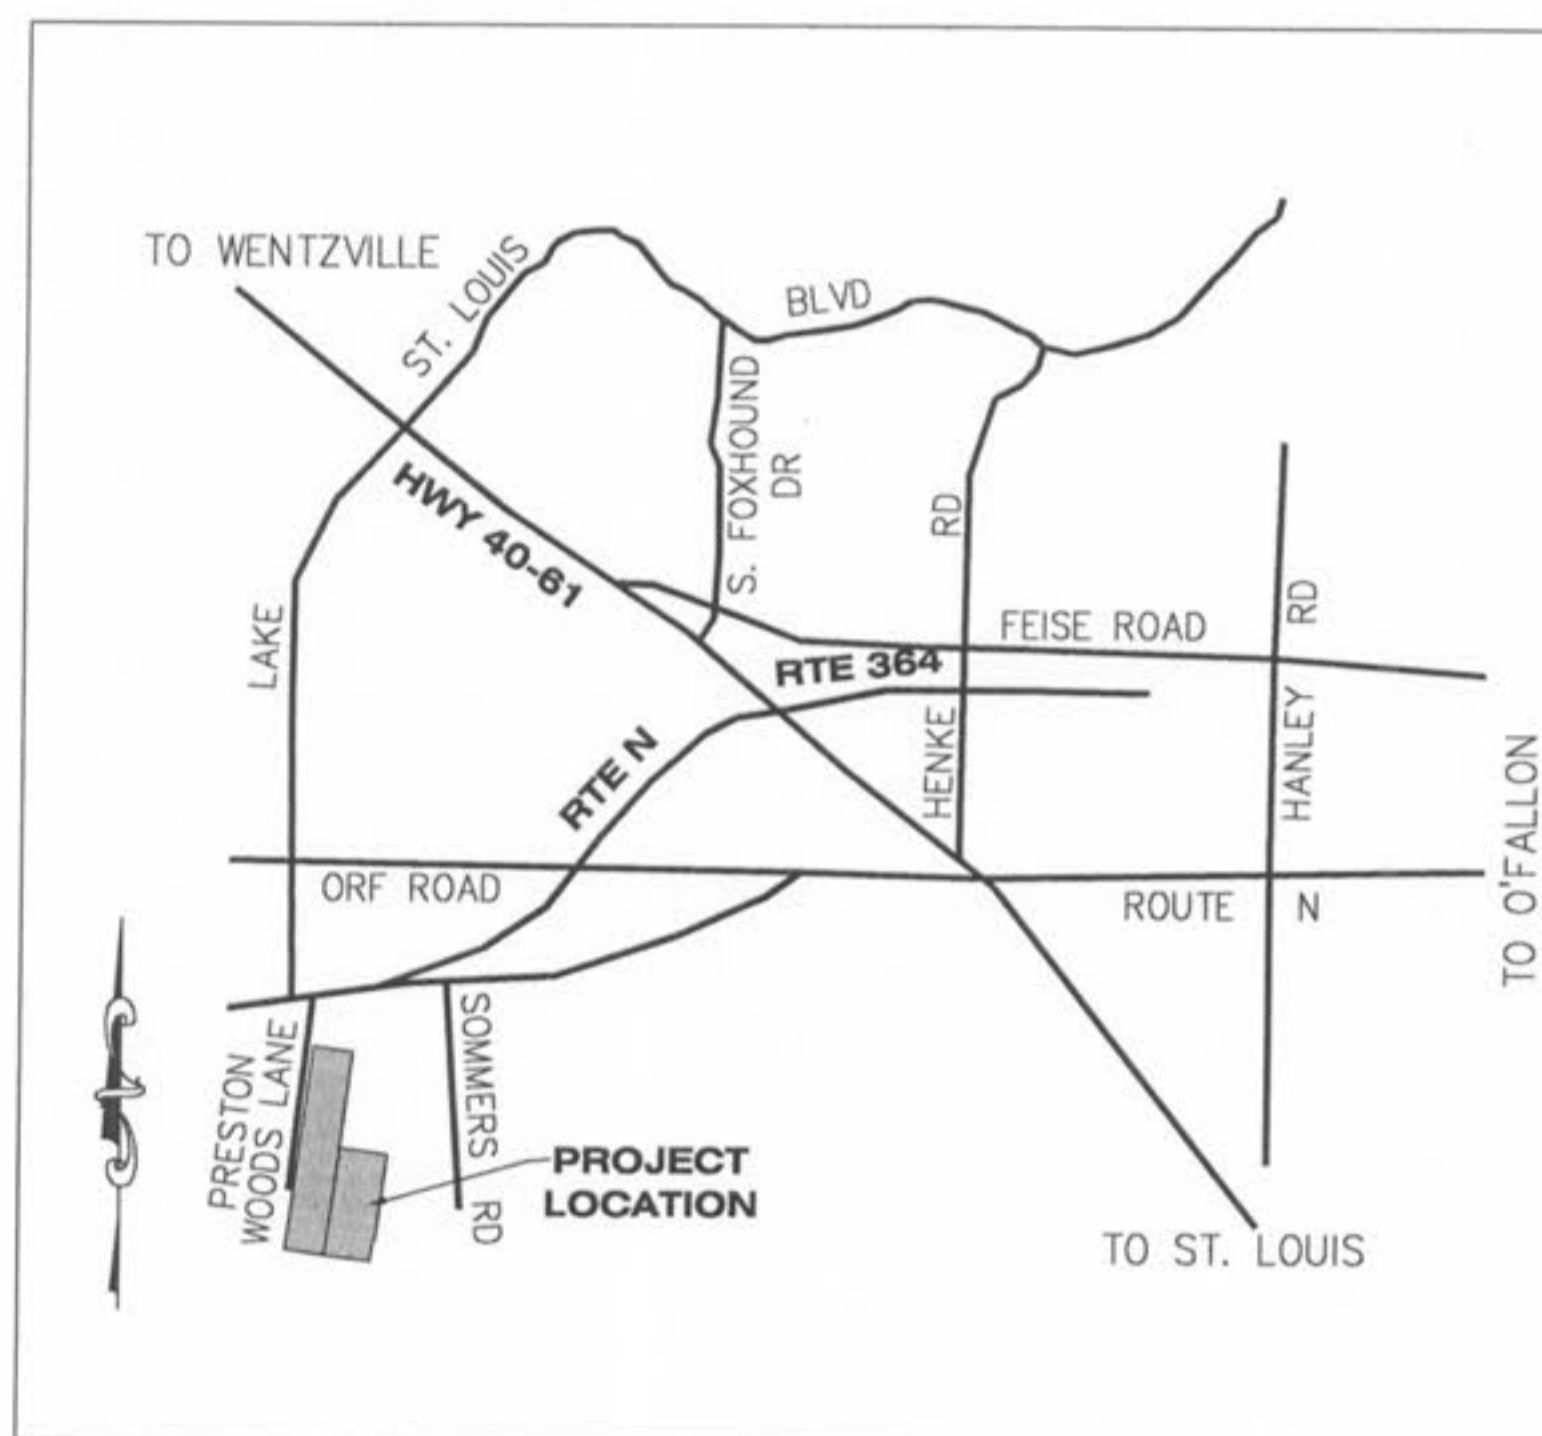 TO WENTZVILLE
ST. LOUIS
BLVD
S. FOXHOUND
DR
HWY 40-61
RD
LAKE
FEISE ROAD
RD
RTE 364
RTE N
HENKE
HANLEY
TO O'FALLON
ORF ROAD
ROUTE N
PRESTON
WOODS LANE
SOMMERS RD
PROJECT
LOCATION
TO ST. LOUIS